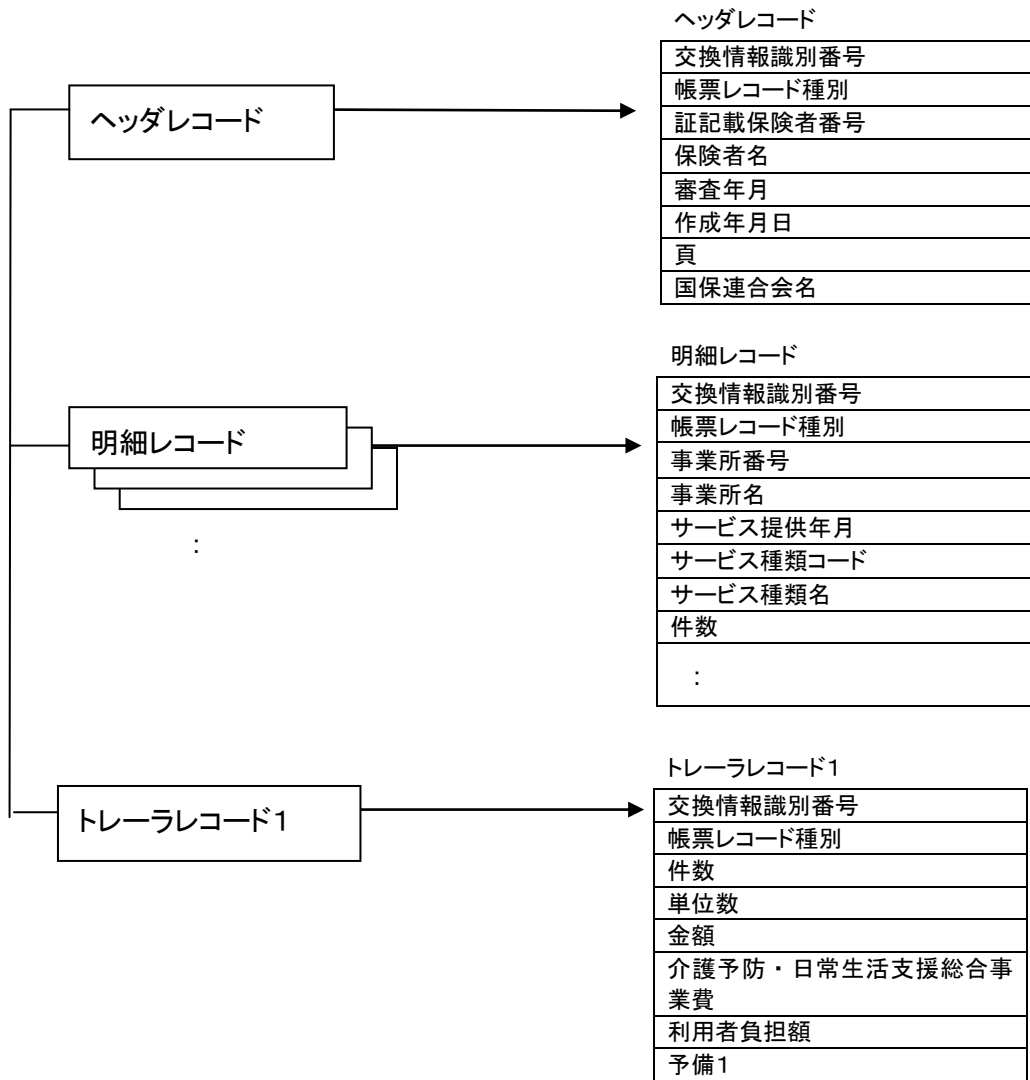 ヘッダレコード
ヘッダレコード
交換情報識別番号
帳票レコード種別
証記載保険者番号
保険者名
審査年月
作成年月日
頁
国保連合会名
明細レコード
:
明細レコード
交換情報識別番号
帳票レコード種別
事業所番号
事業所名
サービス提供年月
サービス種類コード
サービス種類名
件数
:
トレーラレコード1
トレーラレコード1
交換情報識別番号
帳票レコード種別
件数
単位数
金額
介護予防・日常生活支援総合事
業費
利用者負担額
予備1